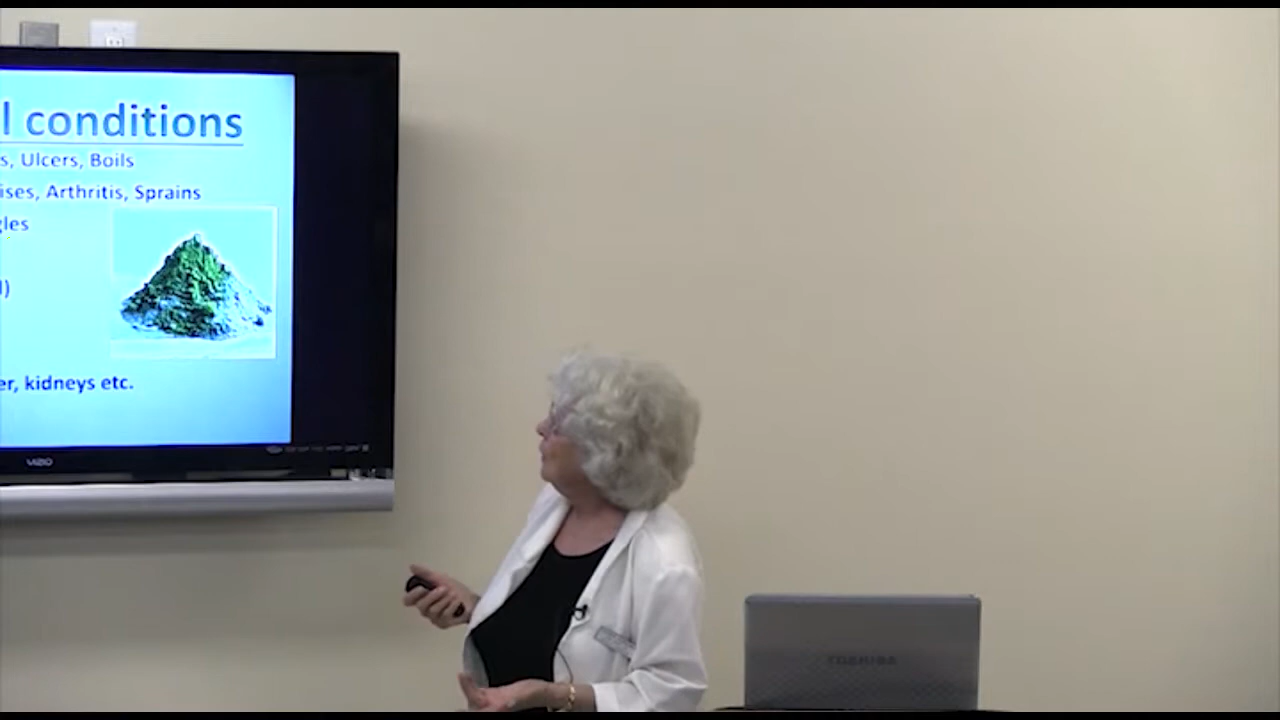 l conditions
s, Ulcers, Boils
ises, Arthritis, Sprains
gles
l)
er, kidneys etc.
VIZIO
TOSHIBA